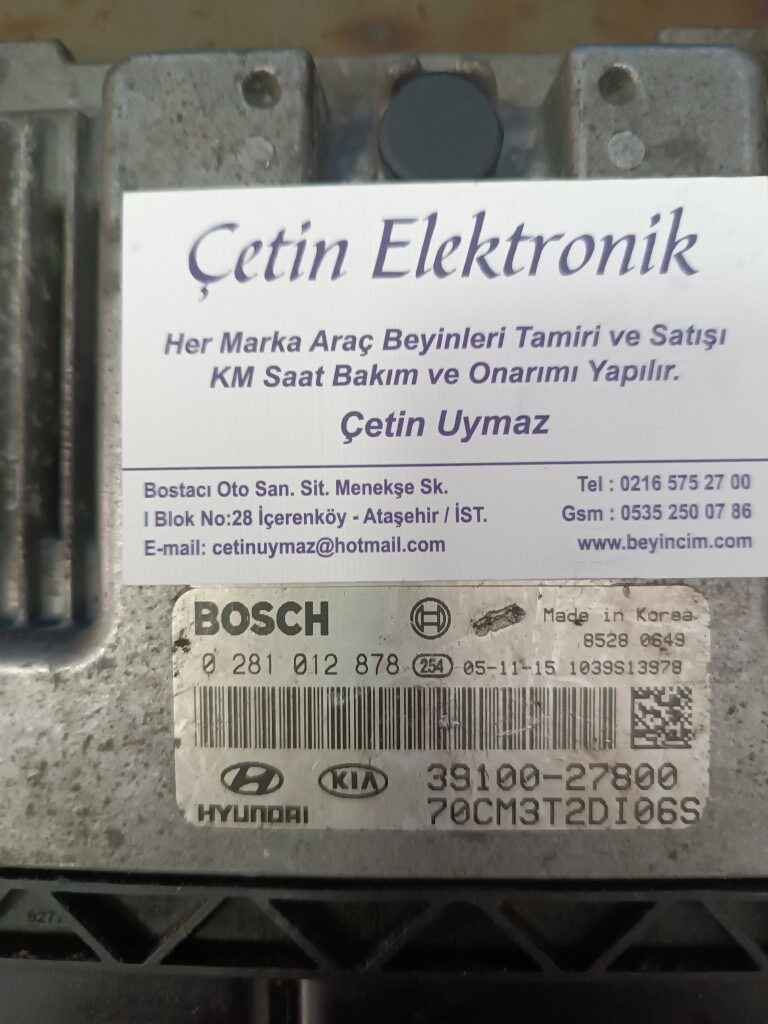 Çetin Elektronik
Her Marka Araç Beyinleri Tamiri ve Satışı
KM Saat Bakım ve Onarımı Yapılır.
Çetin Uymaz
Bostacı Oto San. Sit. Menekşe Sk.
I Blok No:28 İçerenköy - Ataşehir / İST.
E-mail: cetinuymaz@hotmail.com
Tel : 0216 575 27 00
Gsm : 0535 250 07 86
www.beyincim.com
BOSCH
Made in Korea
8528 0649
0 281 012 878 254 05-11-15 1039S13978
HYUNDAI
KIA
39100-27800
70CM3T2DI06S
827